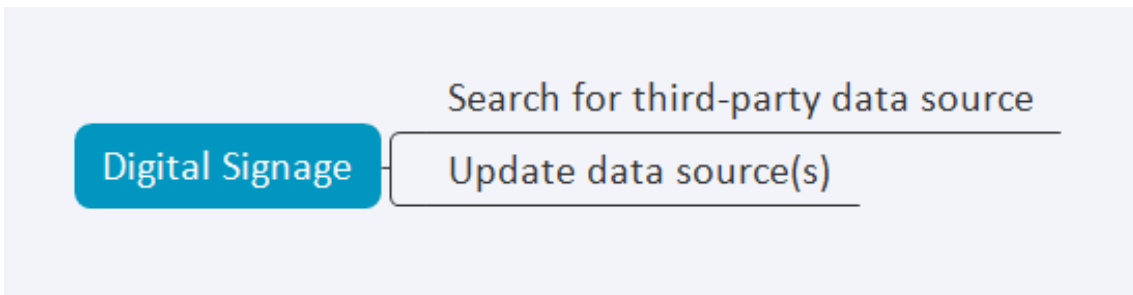 Search for third-party data source
Digital Signage
Update data source(s)